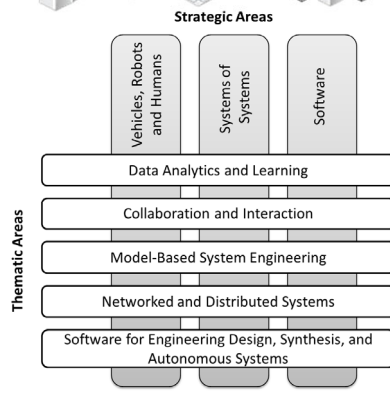 Strategic Areas
Vehicles, Robots
and Humans
Systems of
Systems
Software
Thematic Areas
Data Analytics and Learning
Collaboration and Interaction
Model-Based System Engineering
Networked and Distributed Systems
Software for Engineering Design, Synthesis, and
Autonomous Systems